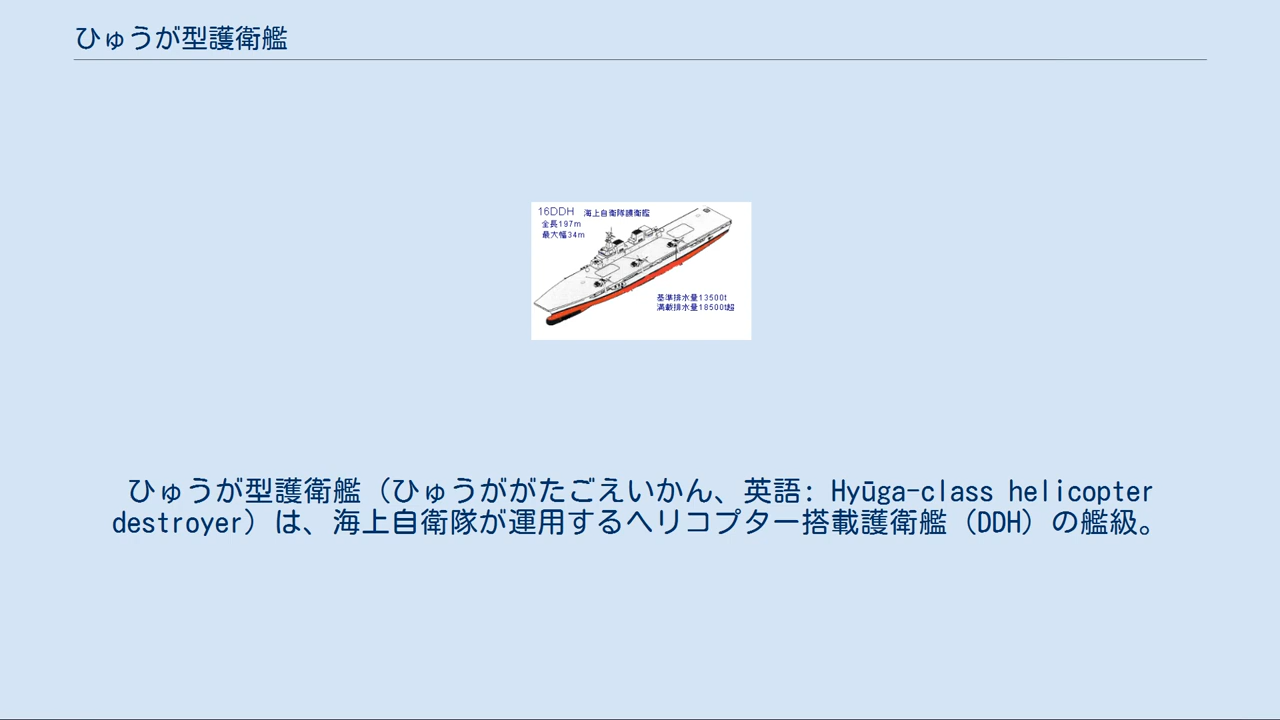 ひゅうが型護衛艦
16DDH 海上自衛隊護衛艦
全長197m
最大幅34m
基準排水量13500t
満載排水量18500t超
ひゅうが型護衛艦（ひゅうががたごえいかん、英語: Hyūga-class helicopter
destroyer）は、海上自衛隊が運用するヘリコプター搭載護衛艦（DDH）の艦級。